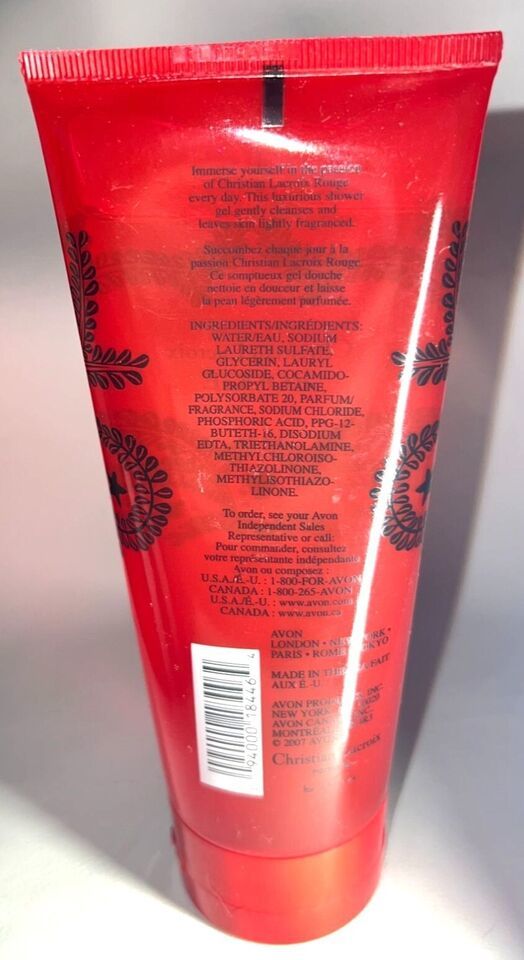 Immerse yourself in the passion
of Christian Lacroix Rouge
every day. This luxurious shower
gel gently cleanses and
leaves skin lightly fragranced.
Succombez chaque jour à la
passion Christian Lacroix Rouge.
Ce somptueux gel douche
nettoie en douceur et laisse
la peau légèrement parfumée.
INGREDIENTS/INGRÉDIENTS:
WATER/EAU, SODIUM
LAURETH SULFATE,
GLYCERIN, LAURYL
GLUCOSIDE, COCAMIDO-
PROPYL BETAINE,
POLYSORBATE 20, PARFUM/
FRAGRANCE, SODIUM CHLORIDE,
PHOSPHORIC ACID, PPG-12-
BUTETH-16, DISODIUM
EDTA, TRIETHANOLAMINE,
METHYLCHLOROISO-
THIAZOLINONE,
METHYLISOTHIAZO-
LINONE.
To order, see your Avon
Independent Sales
Representative or call:
Pour commander, consultez
votre représentante indépendante
Avon ou composez :
U.S.A./É.-U. : 1-800-FOR-AVON
CANADA : 1-800-265-AVON
U.S.A./É.-U. : www.avon.com
CANADA : www.avon.ca
AVON
LONDON • NEW YORK •
PARIS • ROME
MADE IN FAIT
AUX É.-U.
AVON PRODUCTS, INC.
NEW YORK
AVON CANADA INC.
MONTRÉAL
© 2007 AVON
Christian Lacroix
94000 18446 4